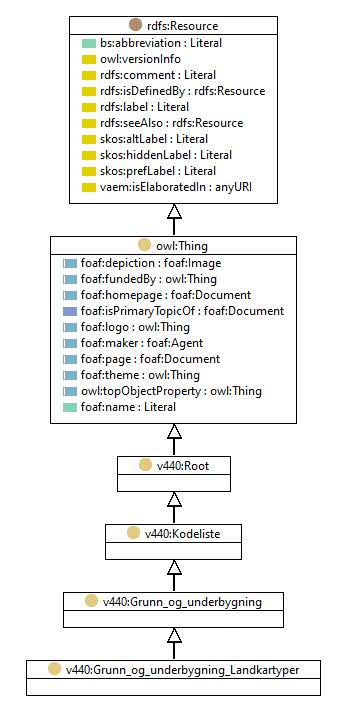 rdfs:Resource
bs:abbreviation : Literal
owl:versionInfo
rdfs:comment : Literal
rdfs:isDefinedBy : rdfs:Resource
rdfs:label : Literal
rdfs:seeAlso : rdfs:Resource
skos:altLabel : Literal
skos:hiddenLabel : Literal
skos:prefLabel : Literal
vaem:isElaboratedIn : anyURI
owl:Thing
foaf:depiction : foaf:Image
foaf:fundedBy : owl:Thing
foaf:homepage : foaf:Document
foaf:isPrimaryTopicOf : foaf:Document
foaf:logo : owl:Thing
foaf:maker : foaf:Agent
foaf:page : foaf:Document
foaf:theme : owl:Thing
owl:topObjectProperty : owl:Thing
foaf:name : Literal
v440:Root
v440:Kodeliste
v440:Grunn_og_underbygning
v440:Grunn_og_underbygning_Landkartyper